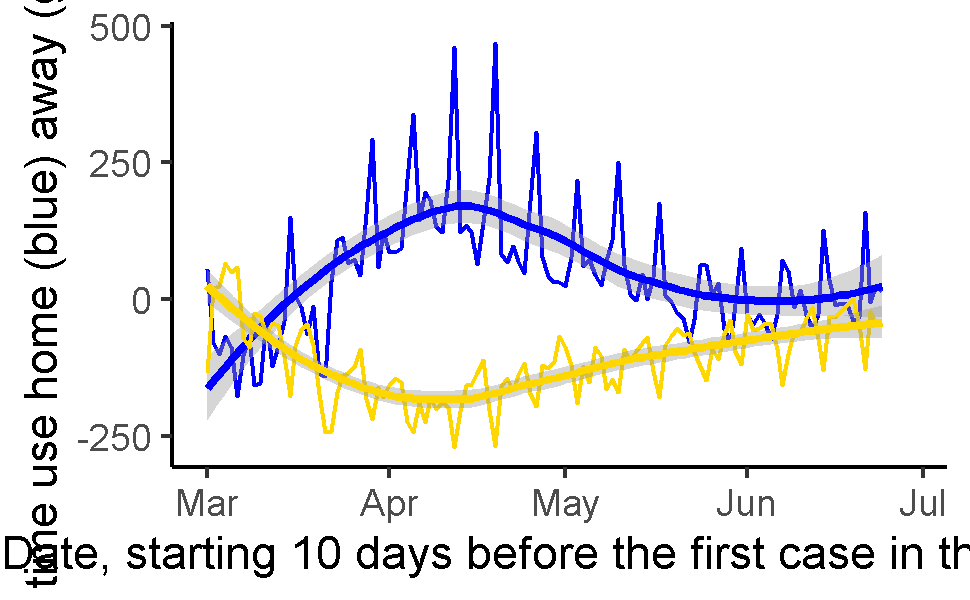 time use home (blue) away (
500
250
0
-250
Mar Apr May Jun Jul
Date, starting 10 days before the first case in th